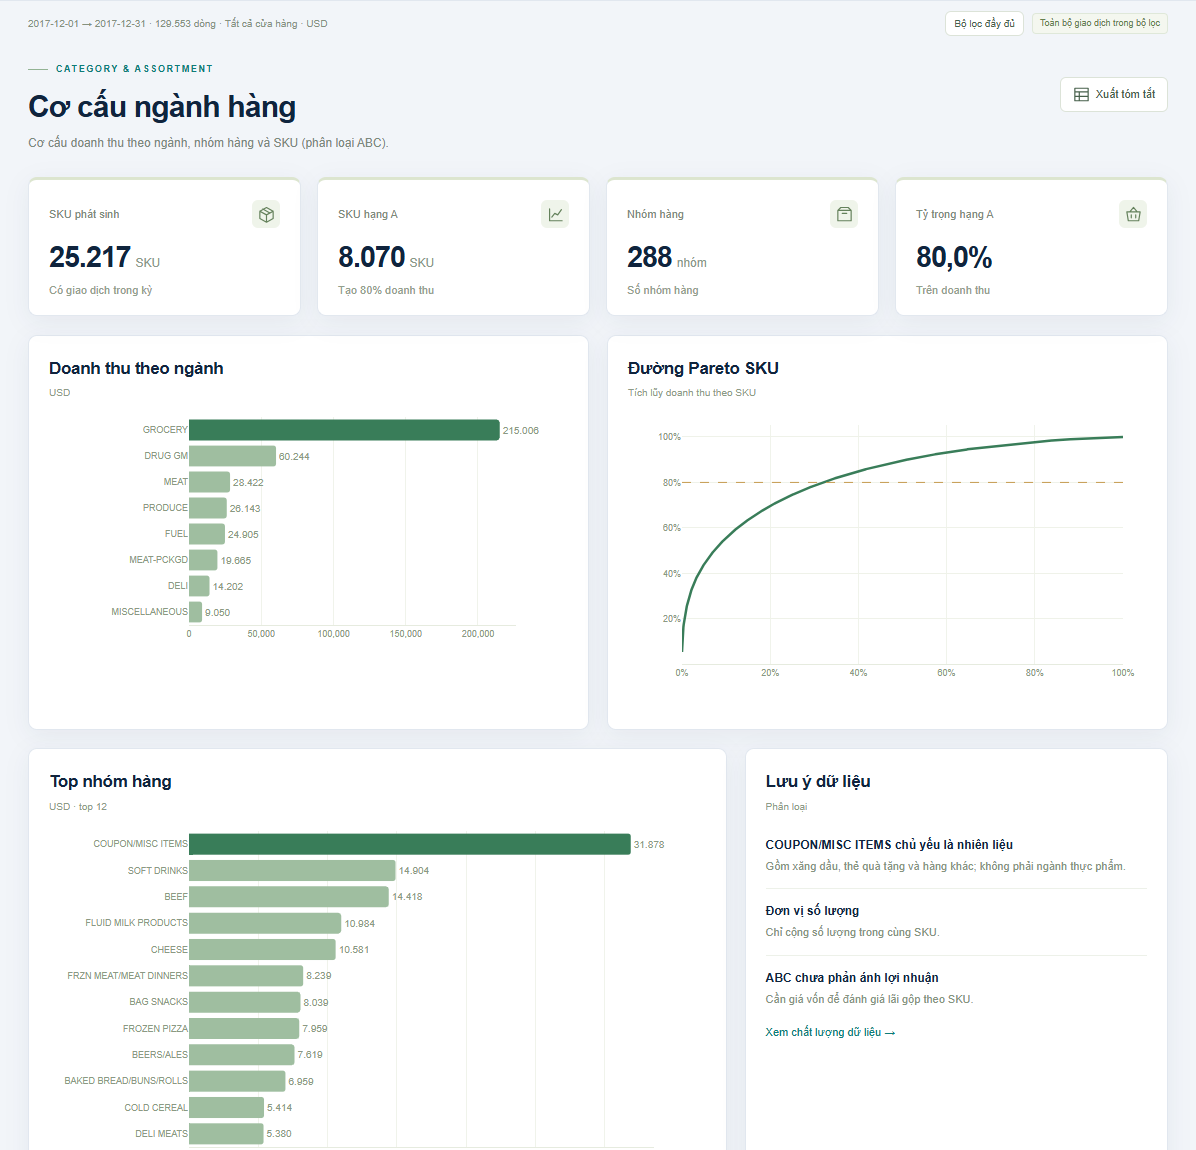 2017-12-01 → 2017-12-31 · 129.553 dòng · Tất cả cửa hàng · USD
Bộ lọc đầy đủ
Toàn bộ giao dịch trong bộ lọc
CATEGORY & ASSORTMENT
Cơ cấu ngành hàng
Xuất tóm tắt
Cơ cấu doanh thu theo ngành, nhóm hàng và SKU (phân loại ABC).
SKU phát sinh
25.217 SKU
Có giao dịch trong kỳ
SKU hạng A
8.070 SKU
Tạo 80% doanh thu
Nhóm hàng
288 nhóm
Số nhóm hàng
Tỷ trọng hạng A
80,0%
Trên doanh thu
Doanh thu theo ngành
USD
GROCERY 215.006
DRUG GM 60.244
MEAT 28.422
PRODUCE 26.143
FUEL 24.905
MEAT-PCKGD 19.665
DELI 14.202
MISCELLANEOUS 9.050
0 50,000 100,000 150,000 200,000
Đường Pareto SKU
Tích lũy doanh thu theo SKU
100%
80%
60%
40%
20%
0% 20% 40% 60% 80% 100%
Top nhóm hàng
USD · top 12
COUPON/MISC ITEMS 31.878
SOFT DRINKS 14.904
BEEF 14.418
FLUID MILK PRODUCTS 10.984
CHEESE 10.581
FRZN MEAT/MEAT DINNERS 8.239
BAG SNACKS 8.039
FROZEN PIZZA 7.959
BEERS/ALES 7.619
BAKED BREAD/BUNS/ROLLS 6.959
COLD CEREAL 5.414
DELI MEATS 5.380
Lưu ý dữ liệu
Phân loại
COUPON/MISC ITEMS chủ yếu là nhiên liệu
Gồm xăng dầu, thẻ quà tặng và hàng khác; không phải ngành thực phẩm.
Đơn vị số lượng
Chỉ cộng số lượng trong cùng SKU.
ABC chưa phản ánh lợi nhuận
Cần giá vốn để đánh giá lãi gộp theo SKU.
Xem chất lượng dữ liệu →